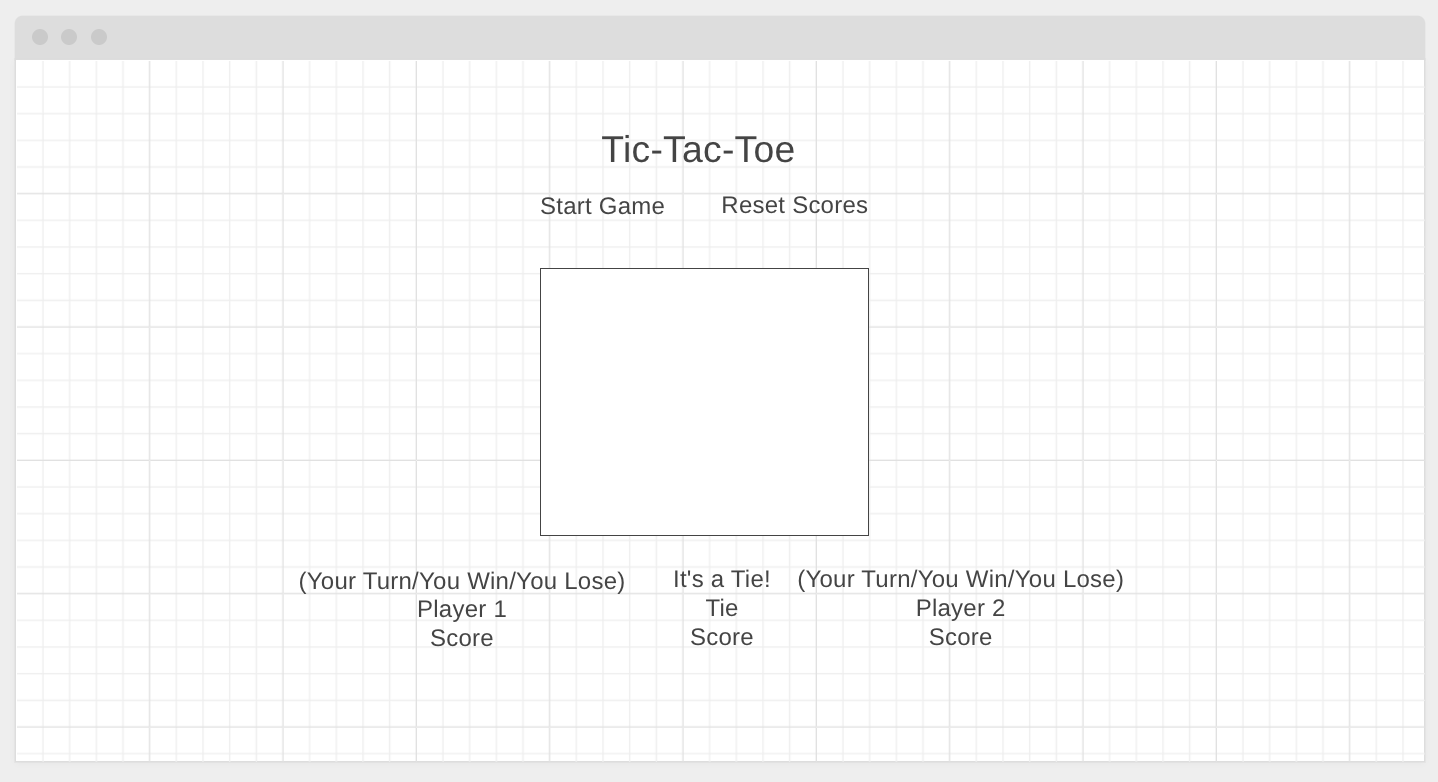 Tic-Tac-Toe
Start Game
Reset Scores
(Your Turn/You Win/You Lose)
Player 1
Score
It's a Tie!
Tie
Score
(Your Turn/You Win/You Lose)
Player 2
Score